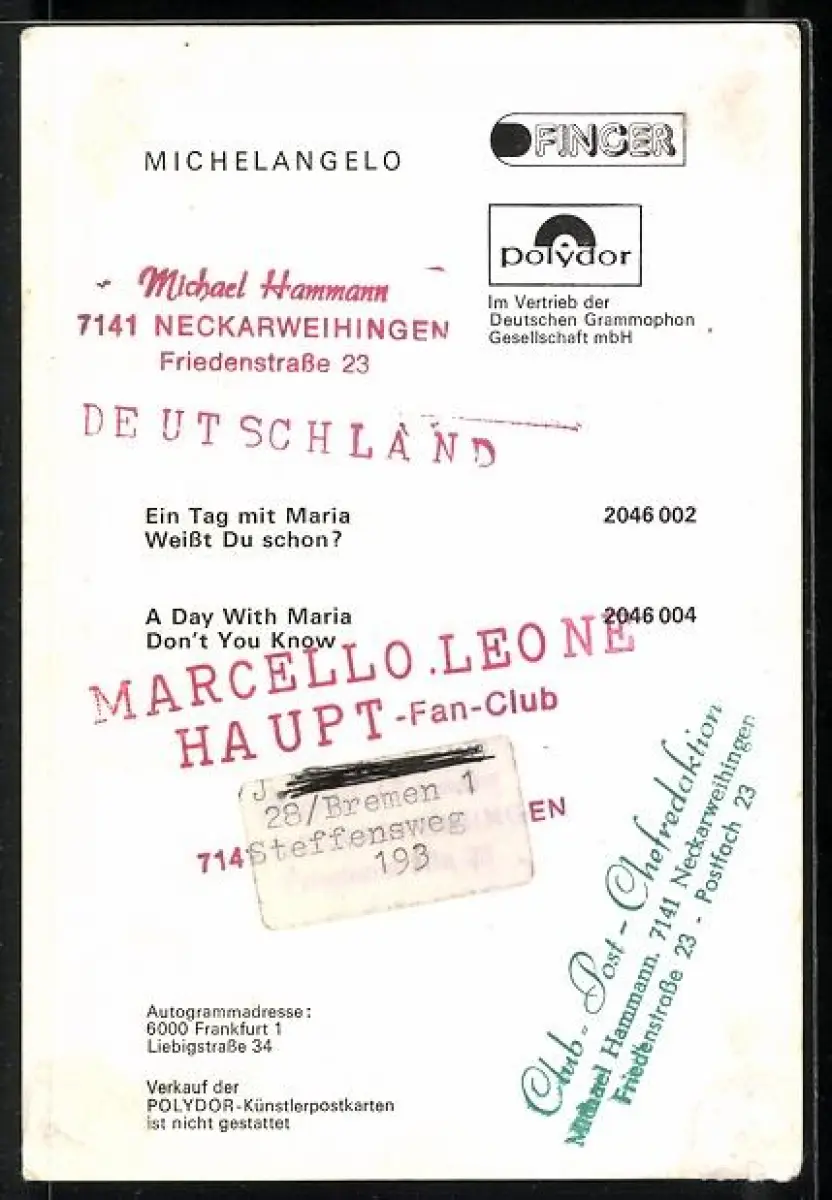 MICHELANGELO
FINGER
polydor
Im Vertrieb der
Deutschen Grammophon
Gesellschaft mbH
Michael Hammann
7141 NECKARWEIHINGEN
Friedenstraße 23
DEUTSCHLAND
Ein Tag mit Maria 2046 002
Weißt Du schon?
A Day With Maria 2046 004
Don't You Know
MARCELLO.LEONE
HAUPT-Fan-Club
J.
28/Bremen 1
Steffensweg
193
714
INGEN
Club-Post-Chefredaktion
Michael Hammann. 7141 Neckarweihingen
Friedenstraße 23 - Postfach 23
Autogrammadresse:
6000 Frankfurt 1
Liebigstraße 34
Verkauf der
POLYDOR-Künstlerpostkarten
ist nicht gestattet